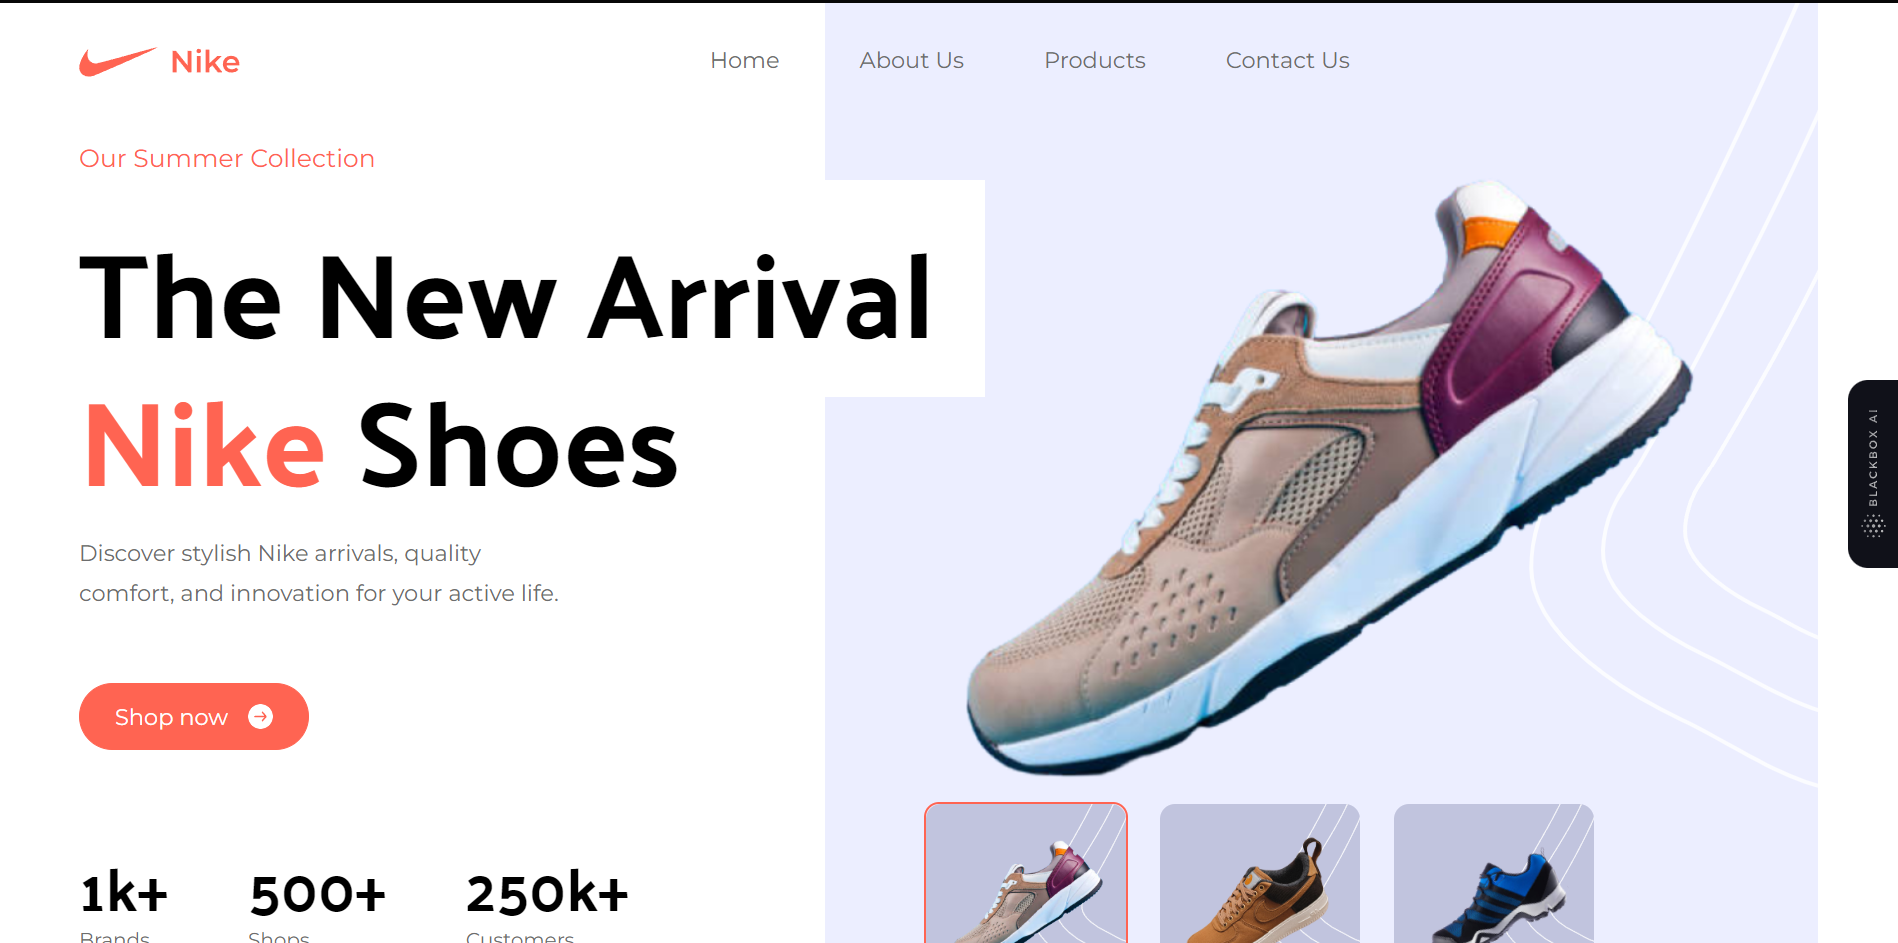 Nike
Home
About Us
Products
Contact Us
Our Summer Collection
The New Arrival
Nike Shoes
Discover stylish Nike arrivals, quality
comfort, and innovation for your active life.
Shop now
BLACKBOX AI
1k+
500+
250k+
Brands
Shops
Customers